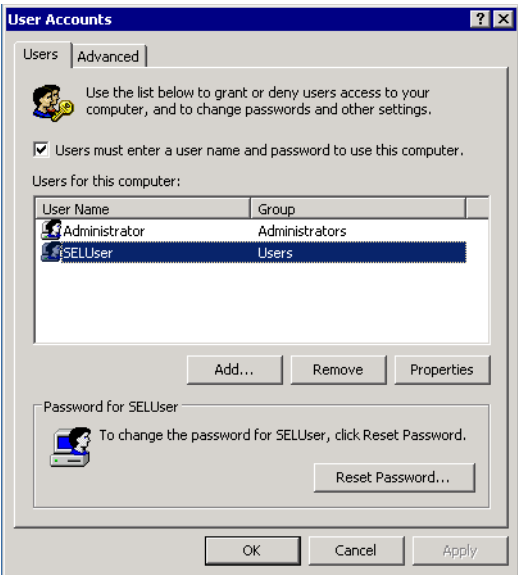 User Accounts
Users Advanced
Use the list below to grant or deny users access to your
computer, and to change passwords and other settings.
Users must enter a user name and password to use this computer.
Users for this computer:
User Name Group
Administrator Administrators
SELUser Users
Add... Remove Properties
Password for SELUser
To change the password for SELUser, click Reset Password.
Reset Password...
OK Cancel Apply